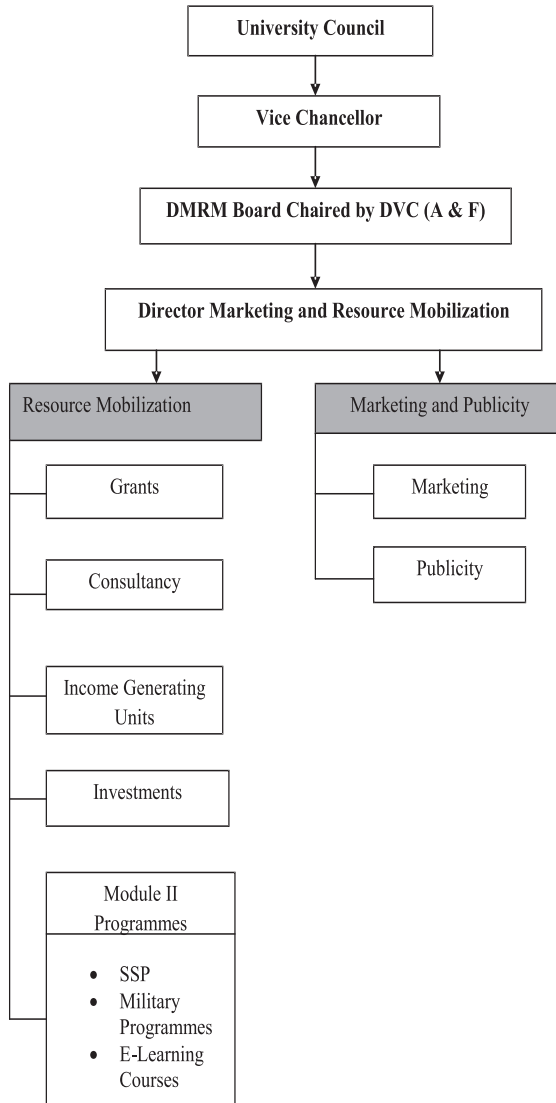 University Council
Vice Chancellor
DMRM Board Chaired by DVC (A & F)
Director Marketing and Resource Mobilization
Resource Mobilization
Grants
Consultancy
Income Generating
Units
Investments
Module II
Programmes
• SSP
• Military
Programmes
• E-Learning
Courses
Marketing and Publicity
Marketing
Publicity